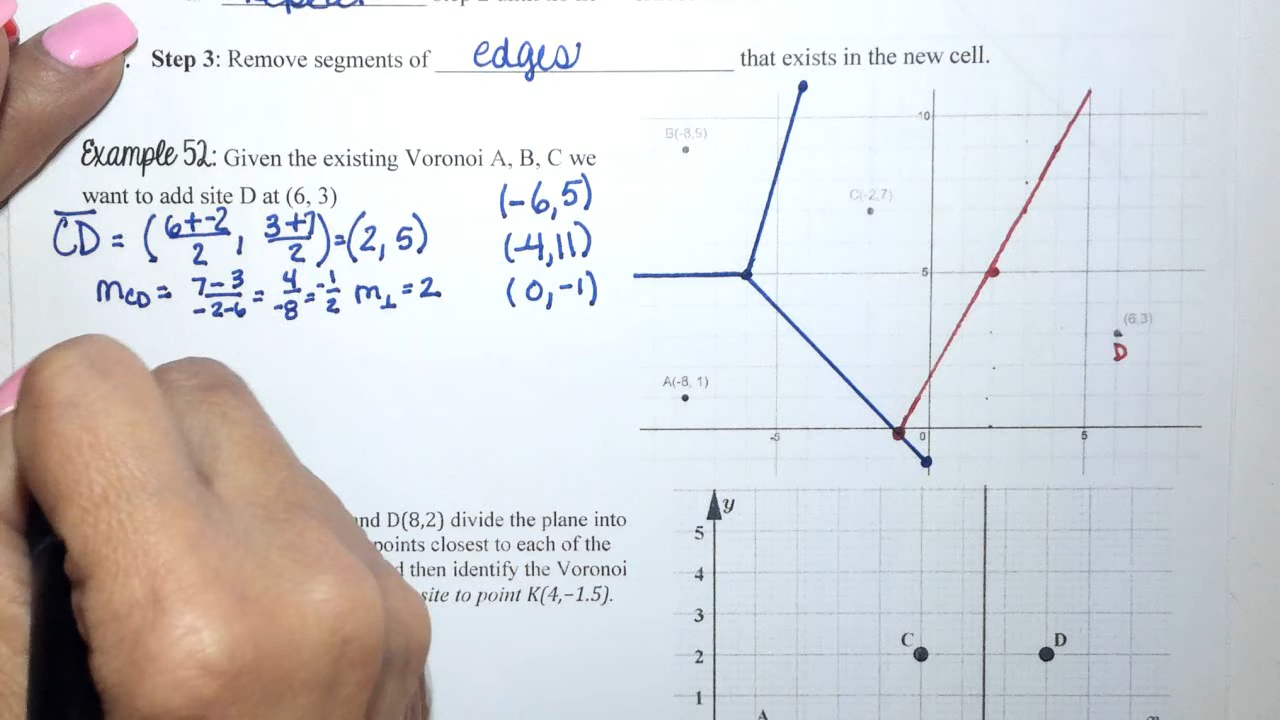 Step 3: Remove segments of edges that exists in the new cell.
Example 52: Given the existing Voronoi A, B, C we
want to add site D at (6, 3)
CD = (6+-2/2, 3+7/2) = (2, 5)
mCD = 7-3/-2-6 = 4/-8 = -1/2 m⊥ = 2
(-6,5)
(-4,11)
(0,-1)
10
B(-8,9)
C(-2,7)
5
(6,3)
D
A(-8, 1)
-5
0
5
and D(8,2) divide the plane into
points closest to each of the
then identify the Voronoi
site to point K(4,−1.5).
y
5
4
3
C
D
2
1
A